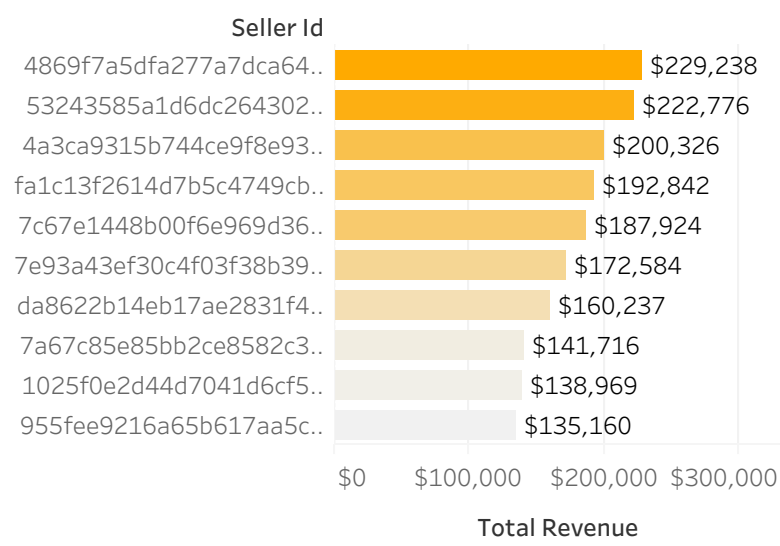 Seller Id
4869f7a5dfa277a7dca64.. $229,238
53243585a1d6dc264302.. $222,776
4a3ca9315b744ce9f8e93.. $200,326
fa1c13f2614d7b5c4749cb.. $192,842
7c67e1448b00f6e969d36.. $187,924
7e93a43ef30c4f03f38b39.. $172,584
da8622b14eb17ae2831f4.. $160,237
7a67c85e85bb2ce8582c3.. $141,716
1025f0e2d44d7041d6cf5.. $138,969
955fee9216a65b617aa5c.. $135,160
$0 $100,000 $200,000 $300,000
Total Revenue